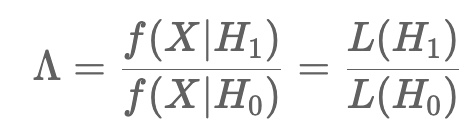 Λ = f(X|H₁) / f(X|H₀) = L(H₁) / L(H₀)